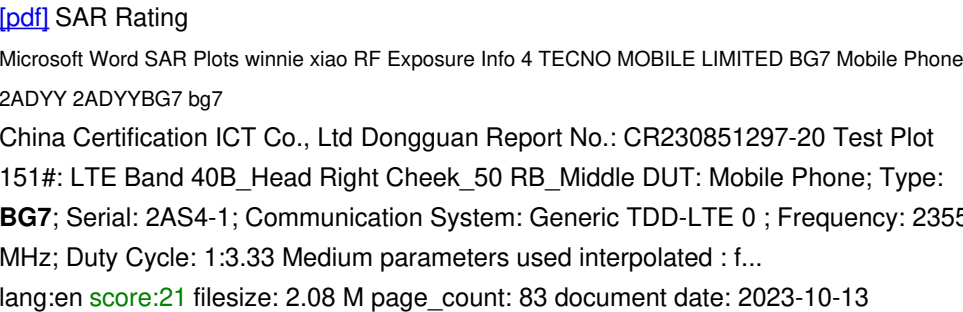 [pdf] SAR Rating
Microsoft Word SAR Plots winnie xiao RF Exposure Info 4 TECNO MOBILE LIMITED BG7 Mobile Phone
2ADYY 2ADYYBG7 bg7
China Certification ICT Co., Ltd Dongguan Report No.: CR230851297-20 Test Plot
151#: LTE Band 40B_Head Right Cheek_50 RB_Middle DUT: Mobile Phone; Type:
BG7; Serial: 2AS4-1; Communication System: Generic TDD-LTE 0 ; Frequency: 2355
MHz; Duty Cycle: 1:3.33 Medium parameters used interpolated : f...
lang:en score:21 filesize: 2.08 M page_count: 83 document date: 2023-10-13